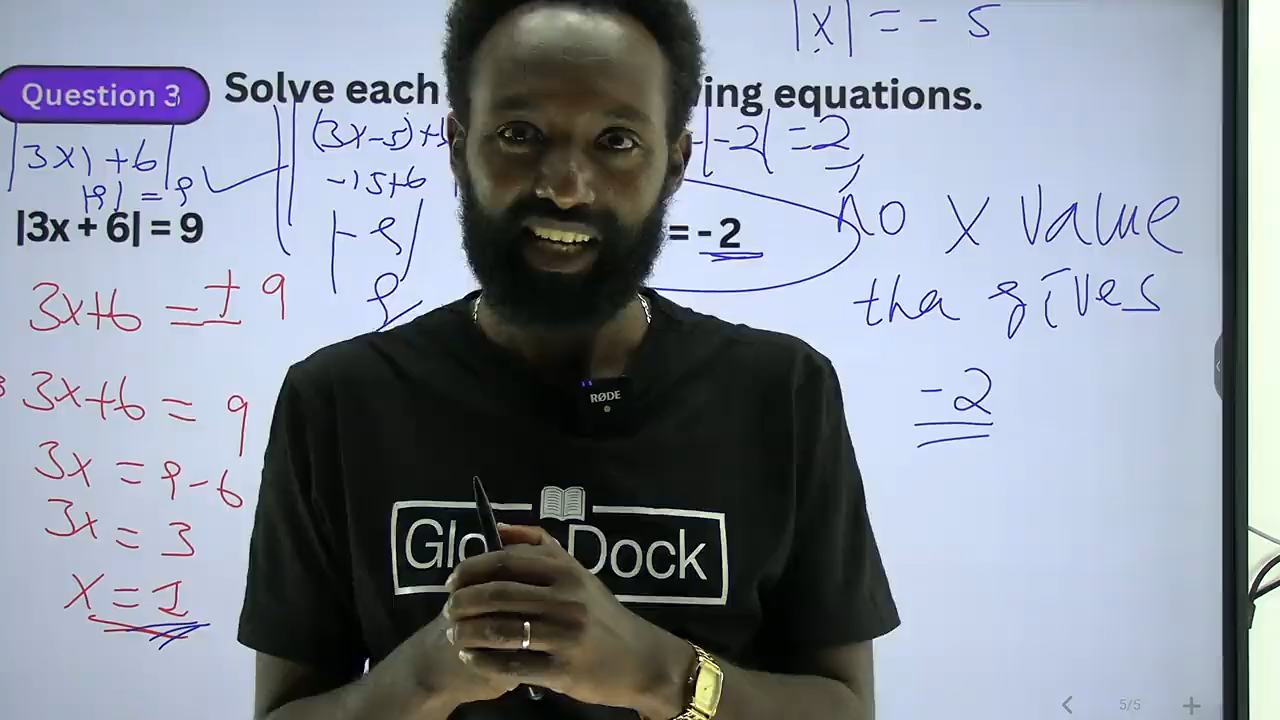 |x| = - 5
Question 3
Solve each ing equations.
|3x) + 6|
|9| = 9
(3x-5)+
-15+6
|-9|
9
|-2| = 2
|3x + 6| = 9
= - 2
No x value
tha gives
-2
3x+6 = ± 9
3x+6 = 9
3x = 9-6
3x = 3
x = 1
RØDE
Glo Dock
5/5